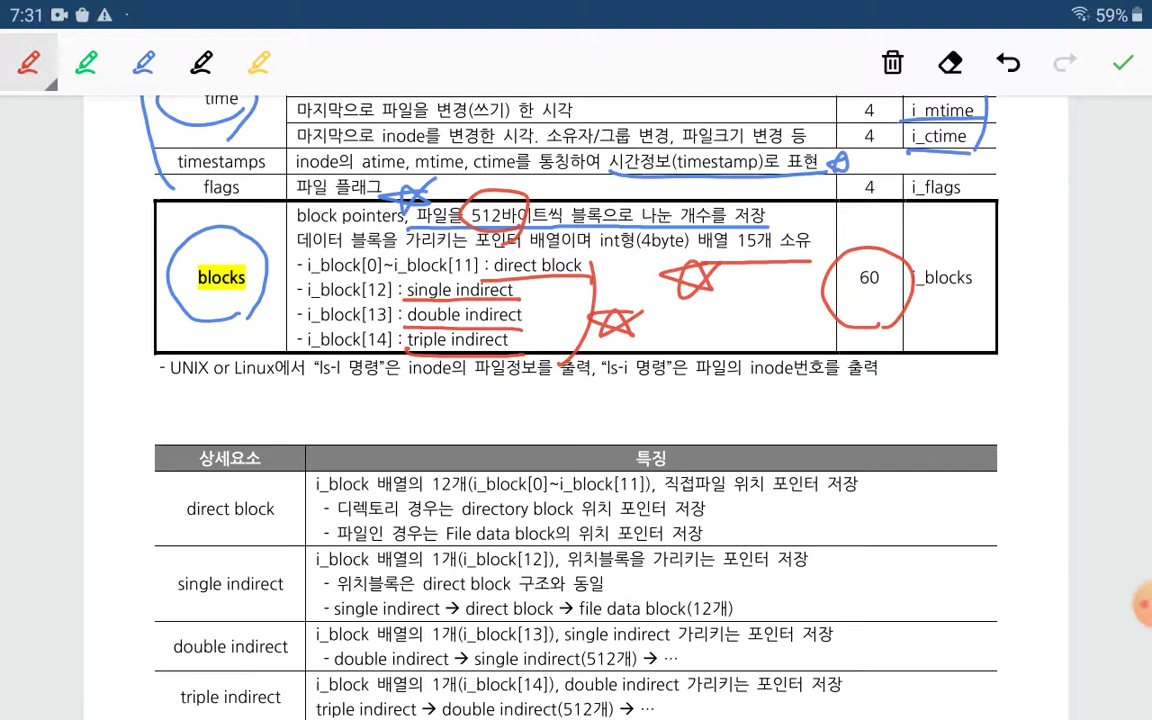 7:31
59%
time
마지막으로 파일을 변경(쓰기) 한 시각 4 i_mtime
마지막으로 inode를 변경한 시각. 소유자/그룹 변경, 파일크기 변경 등 4 i_ctime
timestamps inode의 atime, mtime, ctime를 통칭하여 시간정보(timestamp)로 표현
flags 파일 플래그 4 i_flags
block pointers, 파일을 512바이트씩 블록으로 나눈 개수를 저장
데이터 블록을 가리키는 포인터 배열이며 int형(4byte) 배열 15개 소유
- i_block[0]~i_block[11] : direct block
blocks 60 i_blocks
- i_block[12] : single indirect
- i_block[13] : double indirect
- i_block[14] : triple indirect
- UNIX or Linux에서 “ls-l 명령”은 inode의 파일정보를 출력, “ls-i 명령”은 파일의 inode번호를 출력
상세요소 특징
i_block 배열의 12개(i_block[0]~i_block[11]), 직접파일 위치 포인터 저장
direct block - 디렉토리 경우는 directory block 위치 포인터 저장
- 파일인 경우는 File data block의 위치 포인터 저장
i_block 배열의 1개(i_block[12]), 위치블록을 가리키는 포인터 저장
single indirect - 위치블록은 direct block 구조와 동일
- single indirect → direct block → file data block(12개)
i_block 배열의 1개(i_block[13]), single indirect 가리키는 포인터 저장
double indirect
- double indirect → single indirect(512개) → …
i_block 배열의 1개(i_block[14]), double indirect 가리키는 포인터 저장
triple indirect
triple indirect → double indirect(512개) → …